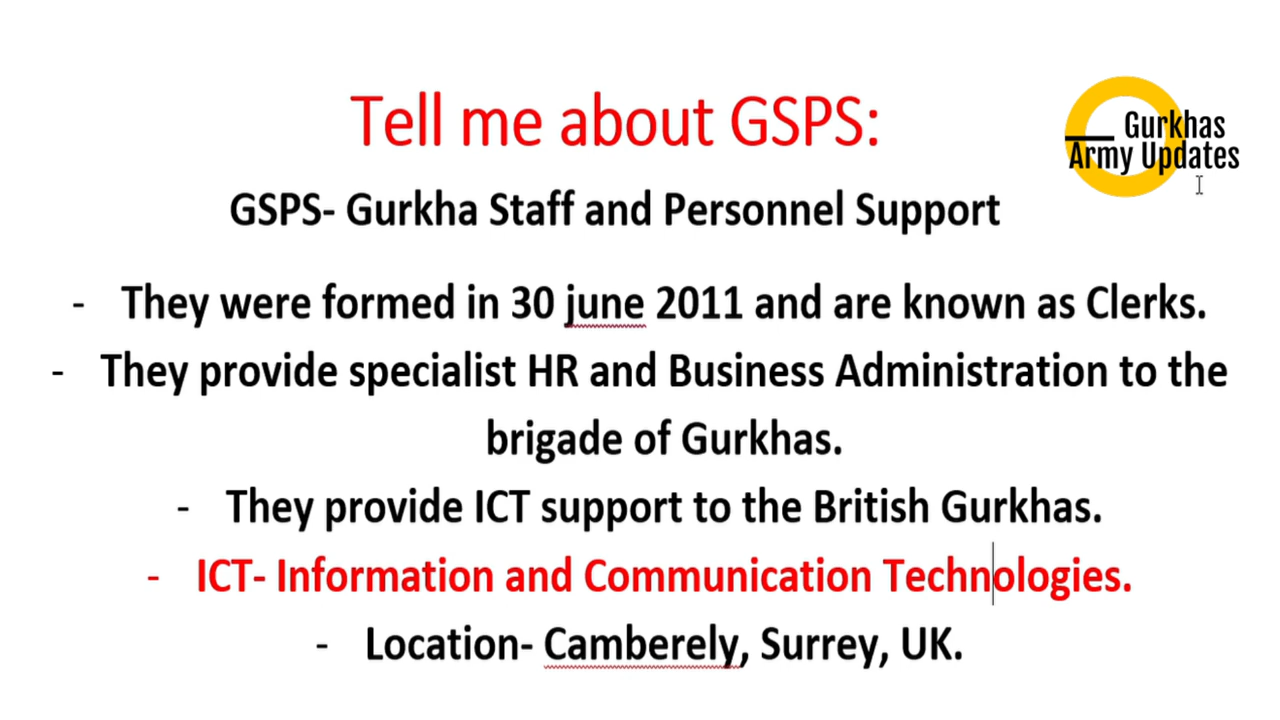 Tell me about GSPS:
Gurkhas
Army Updates
GSPS- Gurkha Staff and Personnel Support
- They were formed in 30 june 2011 and are known as Clerks.
- They provide specialist HR and Business Administration to the
brigade of Gurkhas.
- They provide ICT support to the British Gurkhas.
- ICT- Information and Communication Technologies.
- Location- Camberely, Surrey, UK.